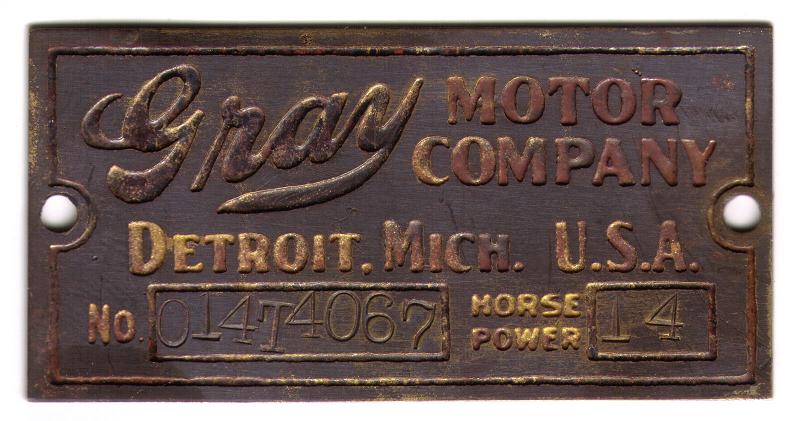 Gray MOTOR
COMPANY
DETROIT, MICH. U.S.A.
No. 014T4067 HORSE POWER 14